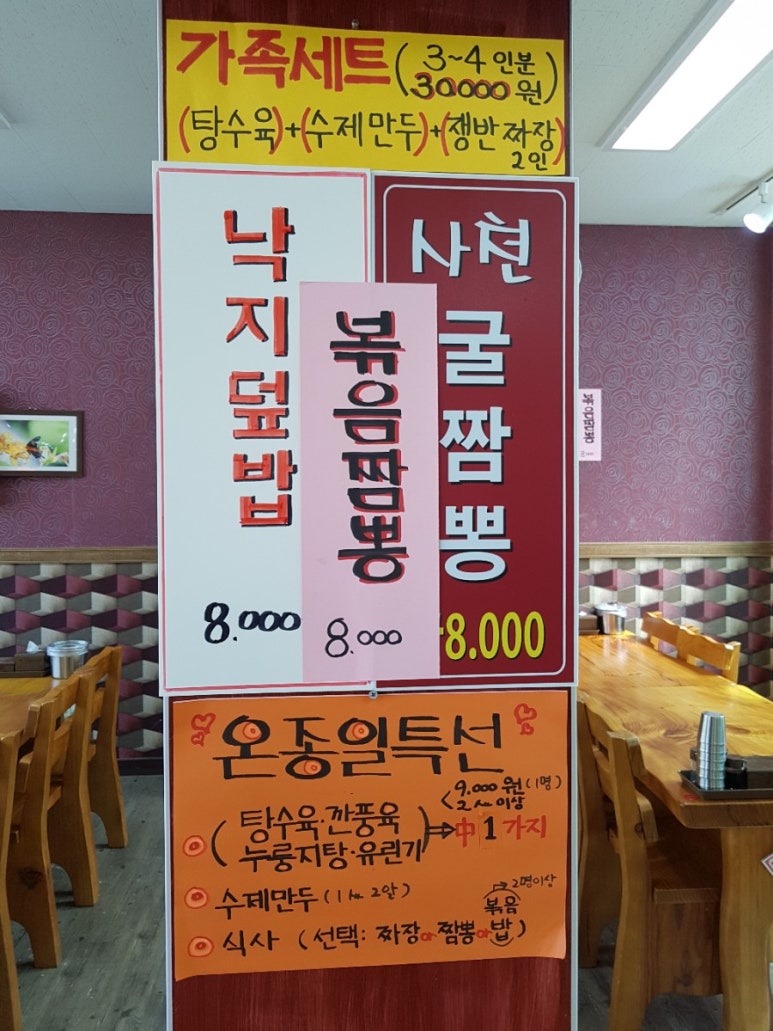 가족세트 (3~4인분 30000원)
(탕수육)+(수제만두)+(쟁반짜장) 2인
낙지덮밥
8.000
볶음짬뽕
8.000
사천
굴짬뽕
8.000
온종일특선
9.000원(1명)
2人이상
(탕수육·깐풍육
누룽지탕·유린기)
⇒中 1가지
수제만두(1人 2알)
식사 (선택: 짜장or짬뽕or볶음밥)
→2명이상